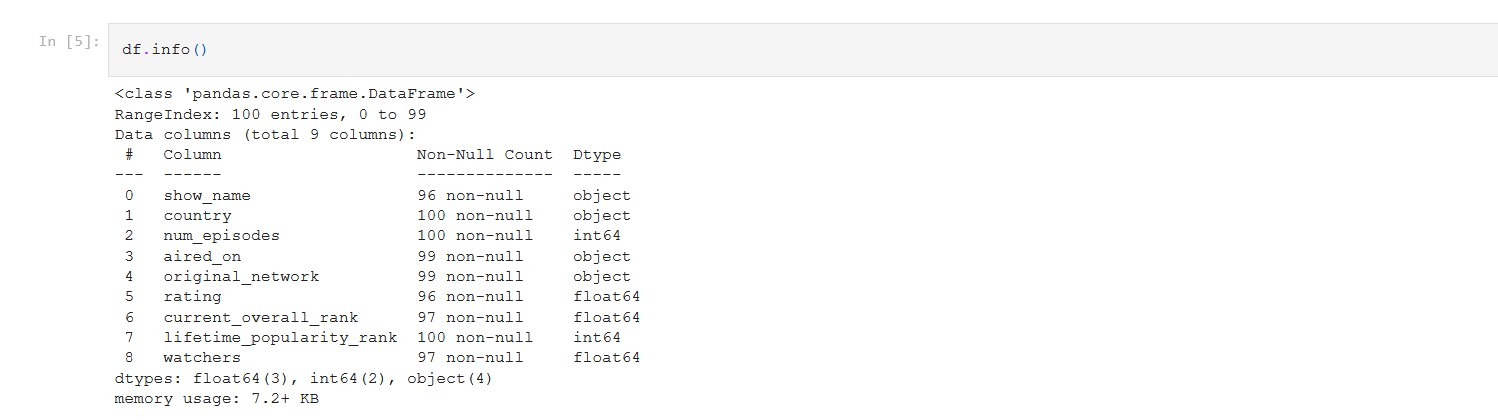 In [5]: df.info()
<class 'pandas.core.frame.DataFrame'>
RangeIndex: 100 entries, 0 to 99
Data columns (total 9 columns):
 #   Column                    Non-Null Count  Dtype
---  ------                    --------------  -----
 0   show_name                 96 non-null     object
 1   country                   100 non-null    object
 2   num_episodes              100 non-null    int64
 3   aired_on                  99 non-null     object
 4   original_network          99 non-null     object
 5   rating                    96 non-null     float64
 6   current_overall_rank      97 non-null     float64
 7   lifetime_popularity_rank  100 non-null    int64
 8   watchers                  97 non-null     float64
dtypes: float64(3), int64(2), object(4)
memory usage: 7.2+ KB